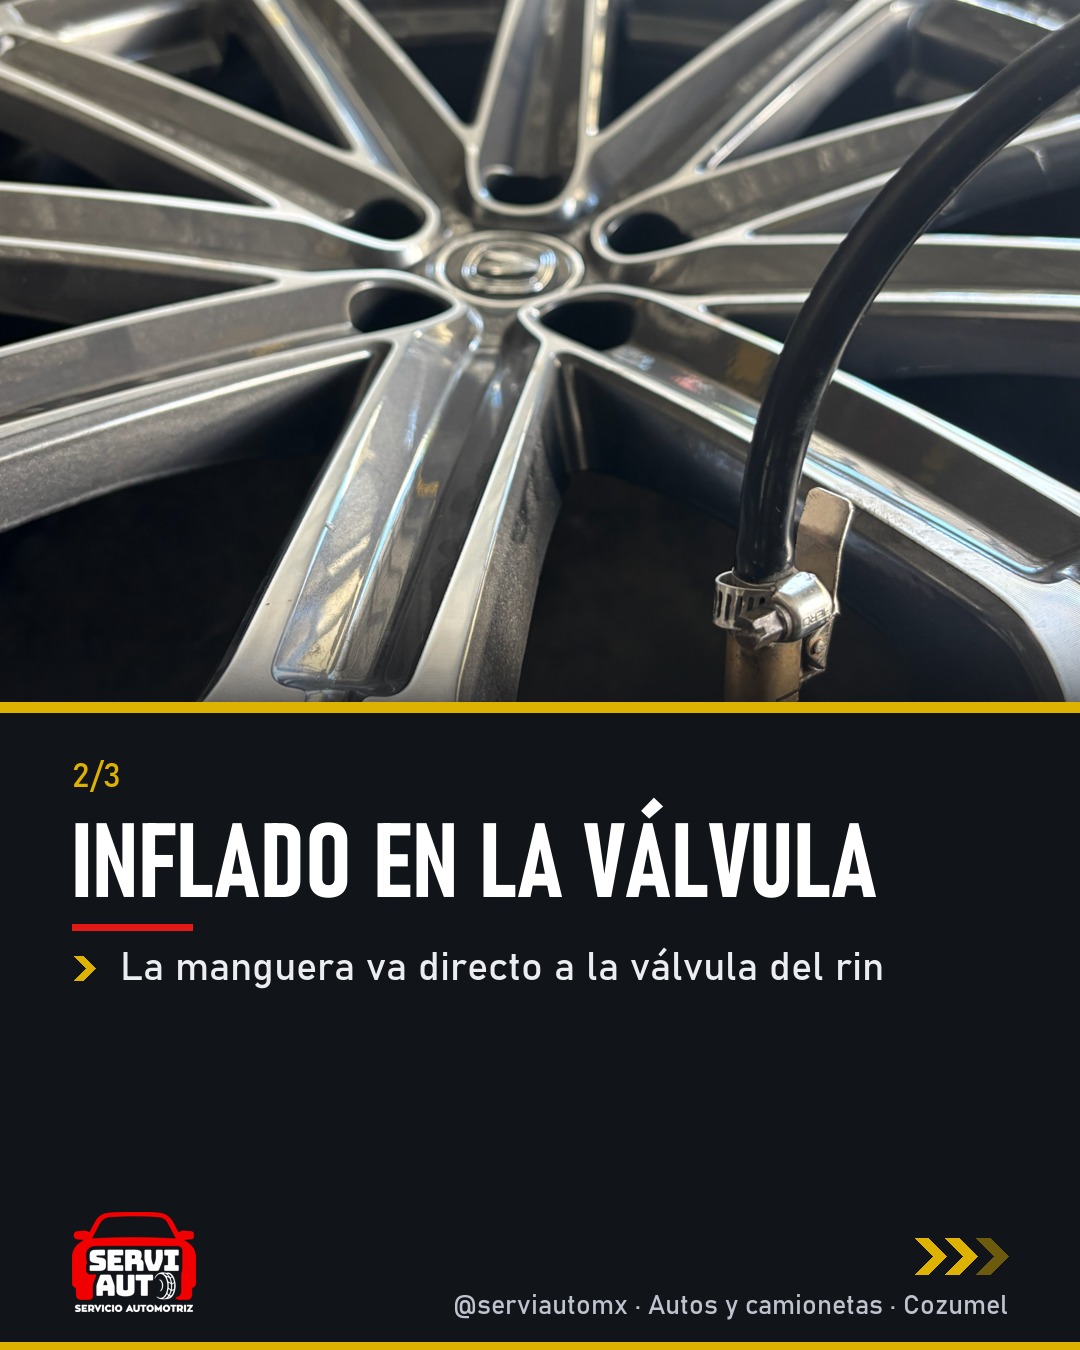 2/3
INFLADO EN LA VÁLVULA
La manguera va directo a la válvula del rin
SERVI
AUTO
SERVICIO AUTOMOTRIZ
@serviautomx · Autos y camionetas · Cozumel